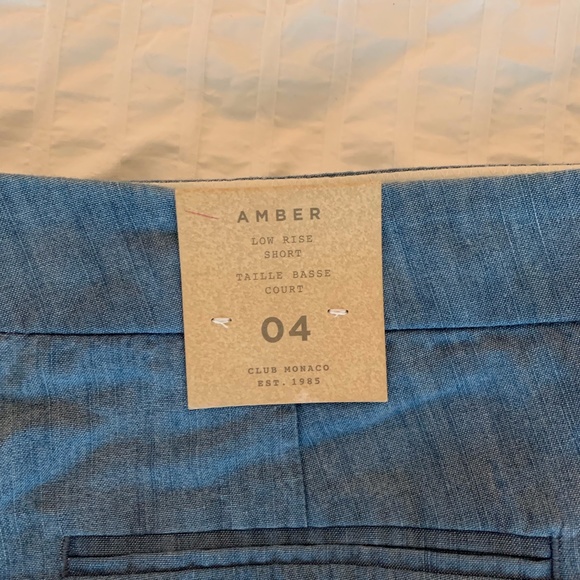 AMBER
LOW RISE
SHORT
TAILLE BASSE
COURT
04
CLUB MONACO
EST. 1985